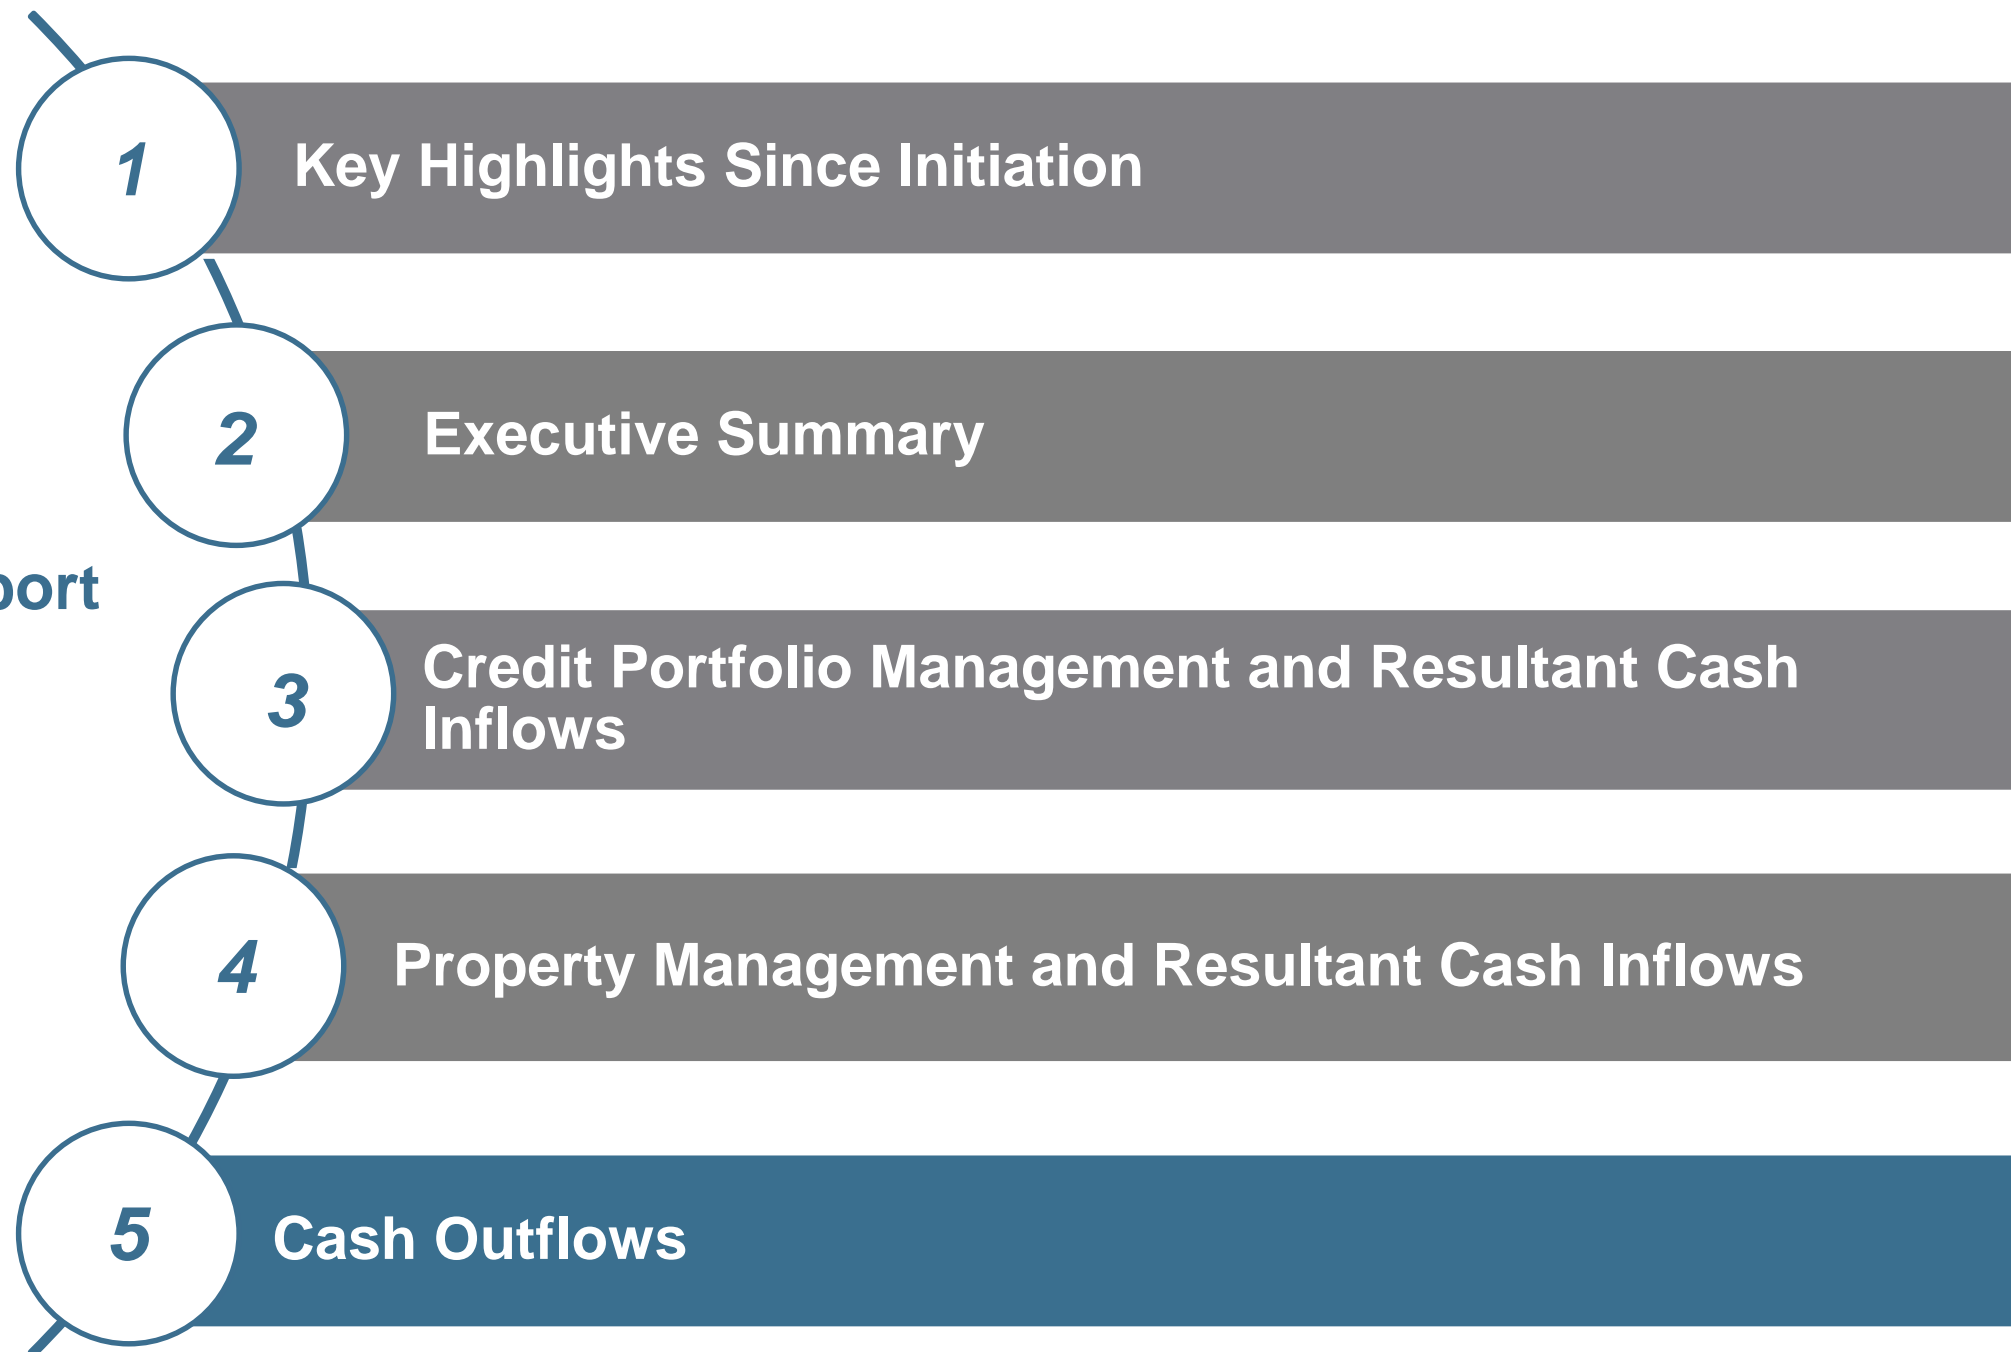 1
Key Highlights Since Initiation
2
Executive Summary
port
3
Credit Portfolio Management and Resultant Cash
Inflows
4
Property Management and Resultant Cash Inflows
5
Cash Outflows